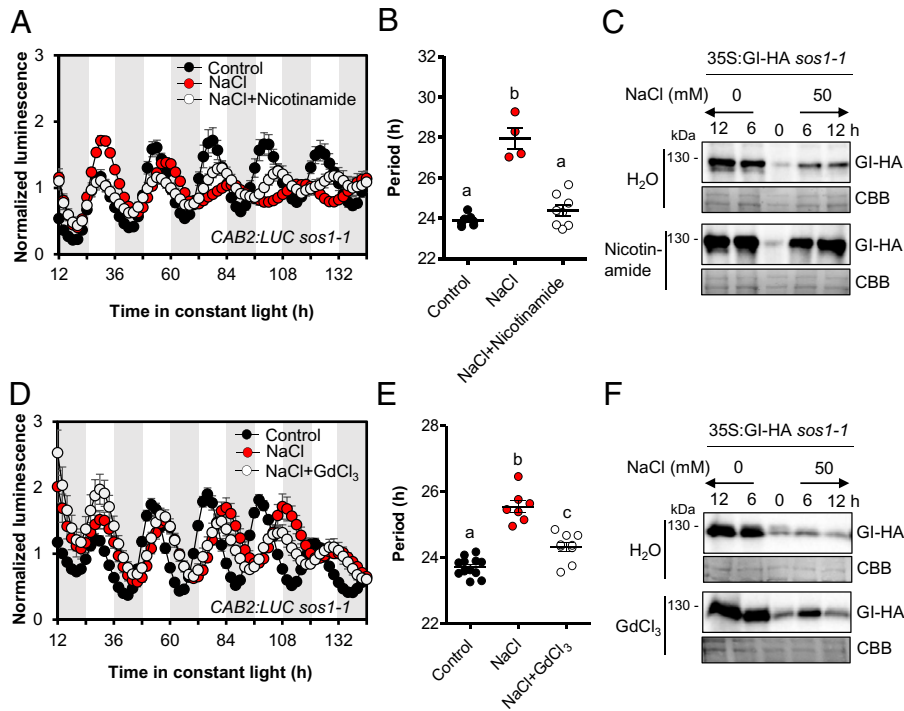 A
Normalized luminescence
3
2
1
0
Control
NaCl
NaCl+Nicotinamide
CAB2:LUC sos1-1
12 36 60 84 108 132
Time in constant light (h)
B
Period (h)
32
30
28
26
24
22
a
b
a
Control
NaCl
NaCl+Nicotinamide
C
35S:GI-HA sos1-1
NaCl (mM) 0 50
kDa 12 6 0 6 12 h
H2O
130
GI-HA
CBB
Nicotin-
amide
130
GI-HA
CBB
D
Normalized luminescence
3
2
1
0
Control
NaCl
NaCl+GdCl3
CAB2:LUC sos1-1
12 36 60 84 108 132
Time in constant light (h)
E
Period (h)
28
26
24
22
a
b
c
Control
NaCl
NaCl+GdCl3
F
35S:GI-HA sos1-1
NaCl (mM) 0 50
kDa 12 6 0 6 12 h
H2O
130
GI-HA
CBB
GdCl3
130
GI-HA
CBB